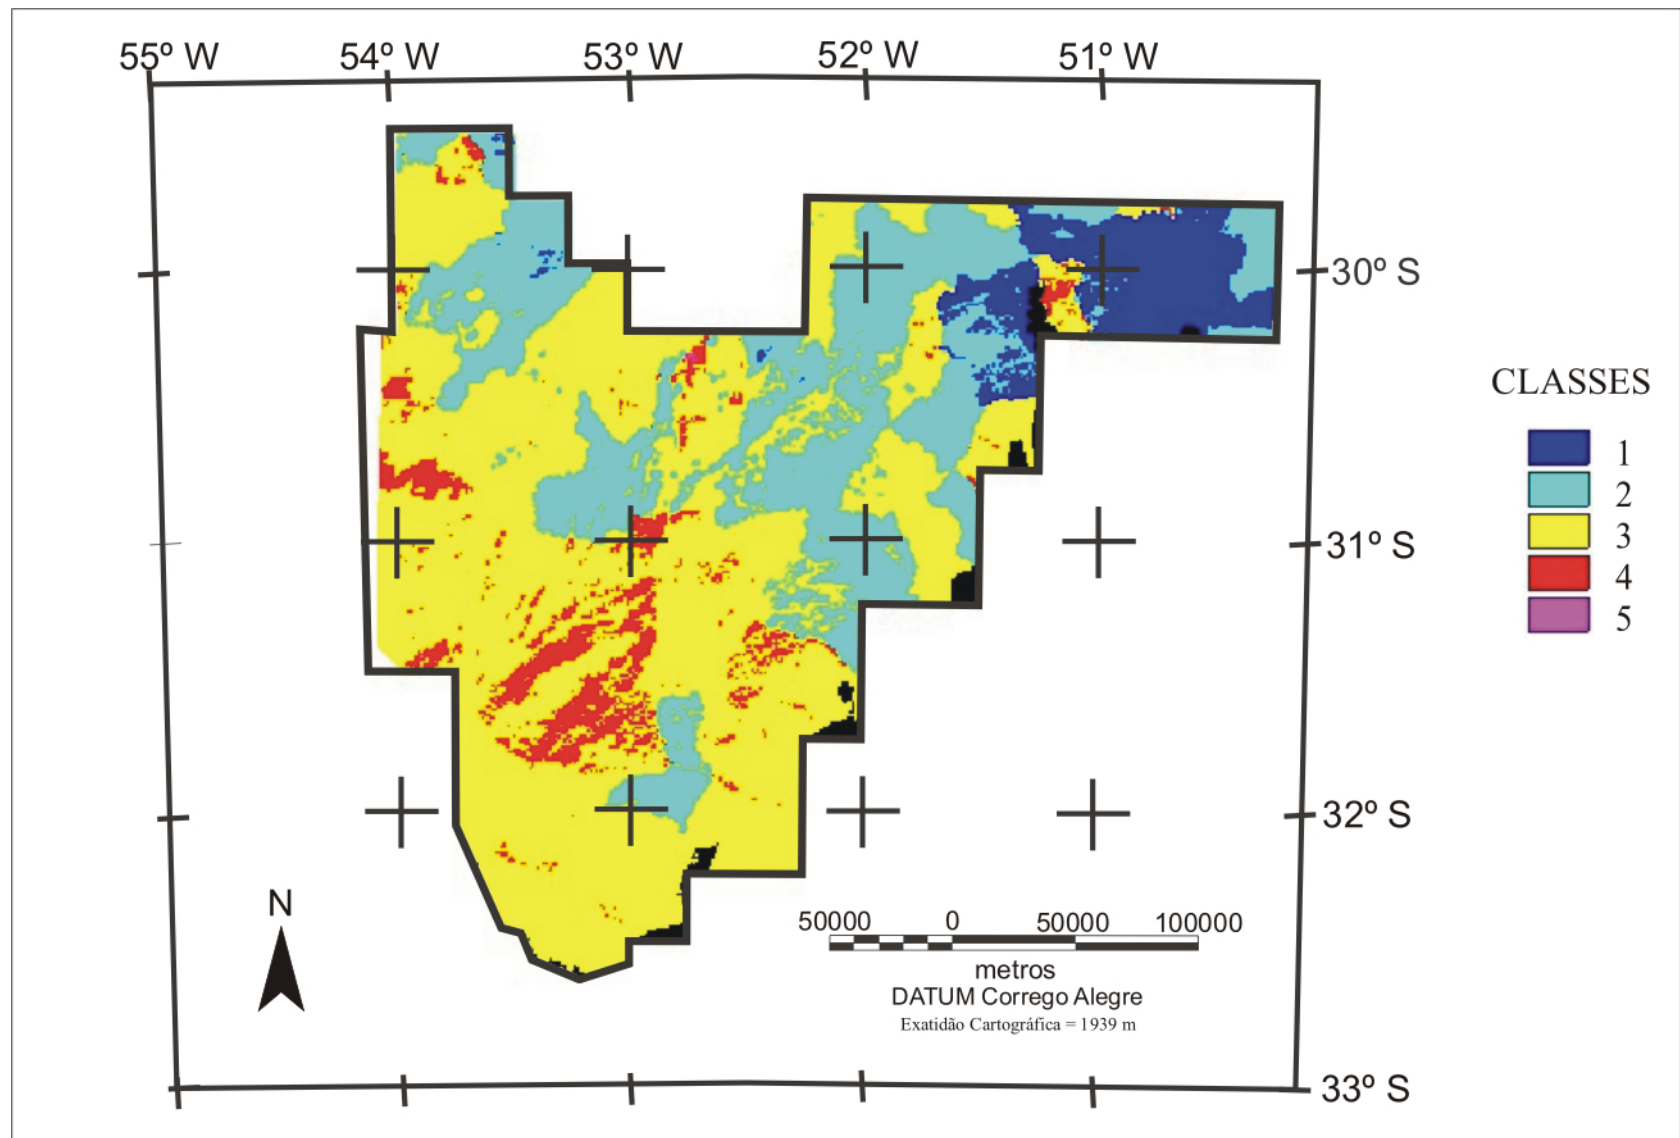 55º W 54º W 53º W 52º W 51º W
30º S
CLASSES
1
2
3
4
5
31º S
32º S
N
50000 0 50000 100000
metros
DATUM Corrego Alegre
Exatidão Cartográfica = 1939 m
33º S